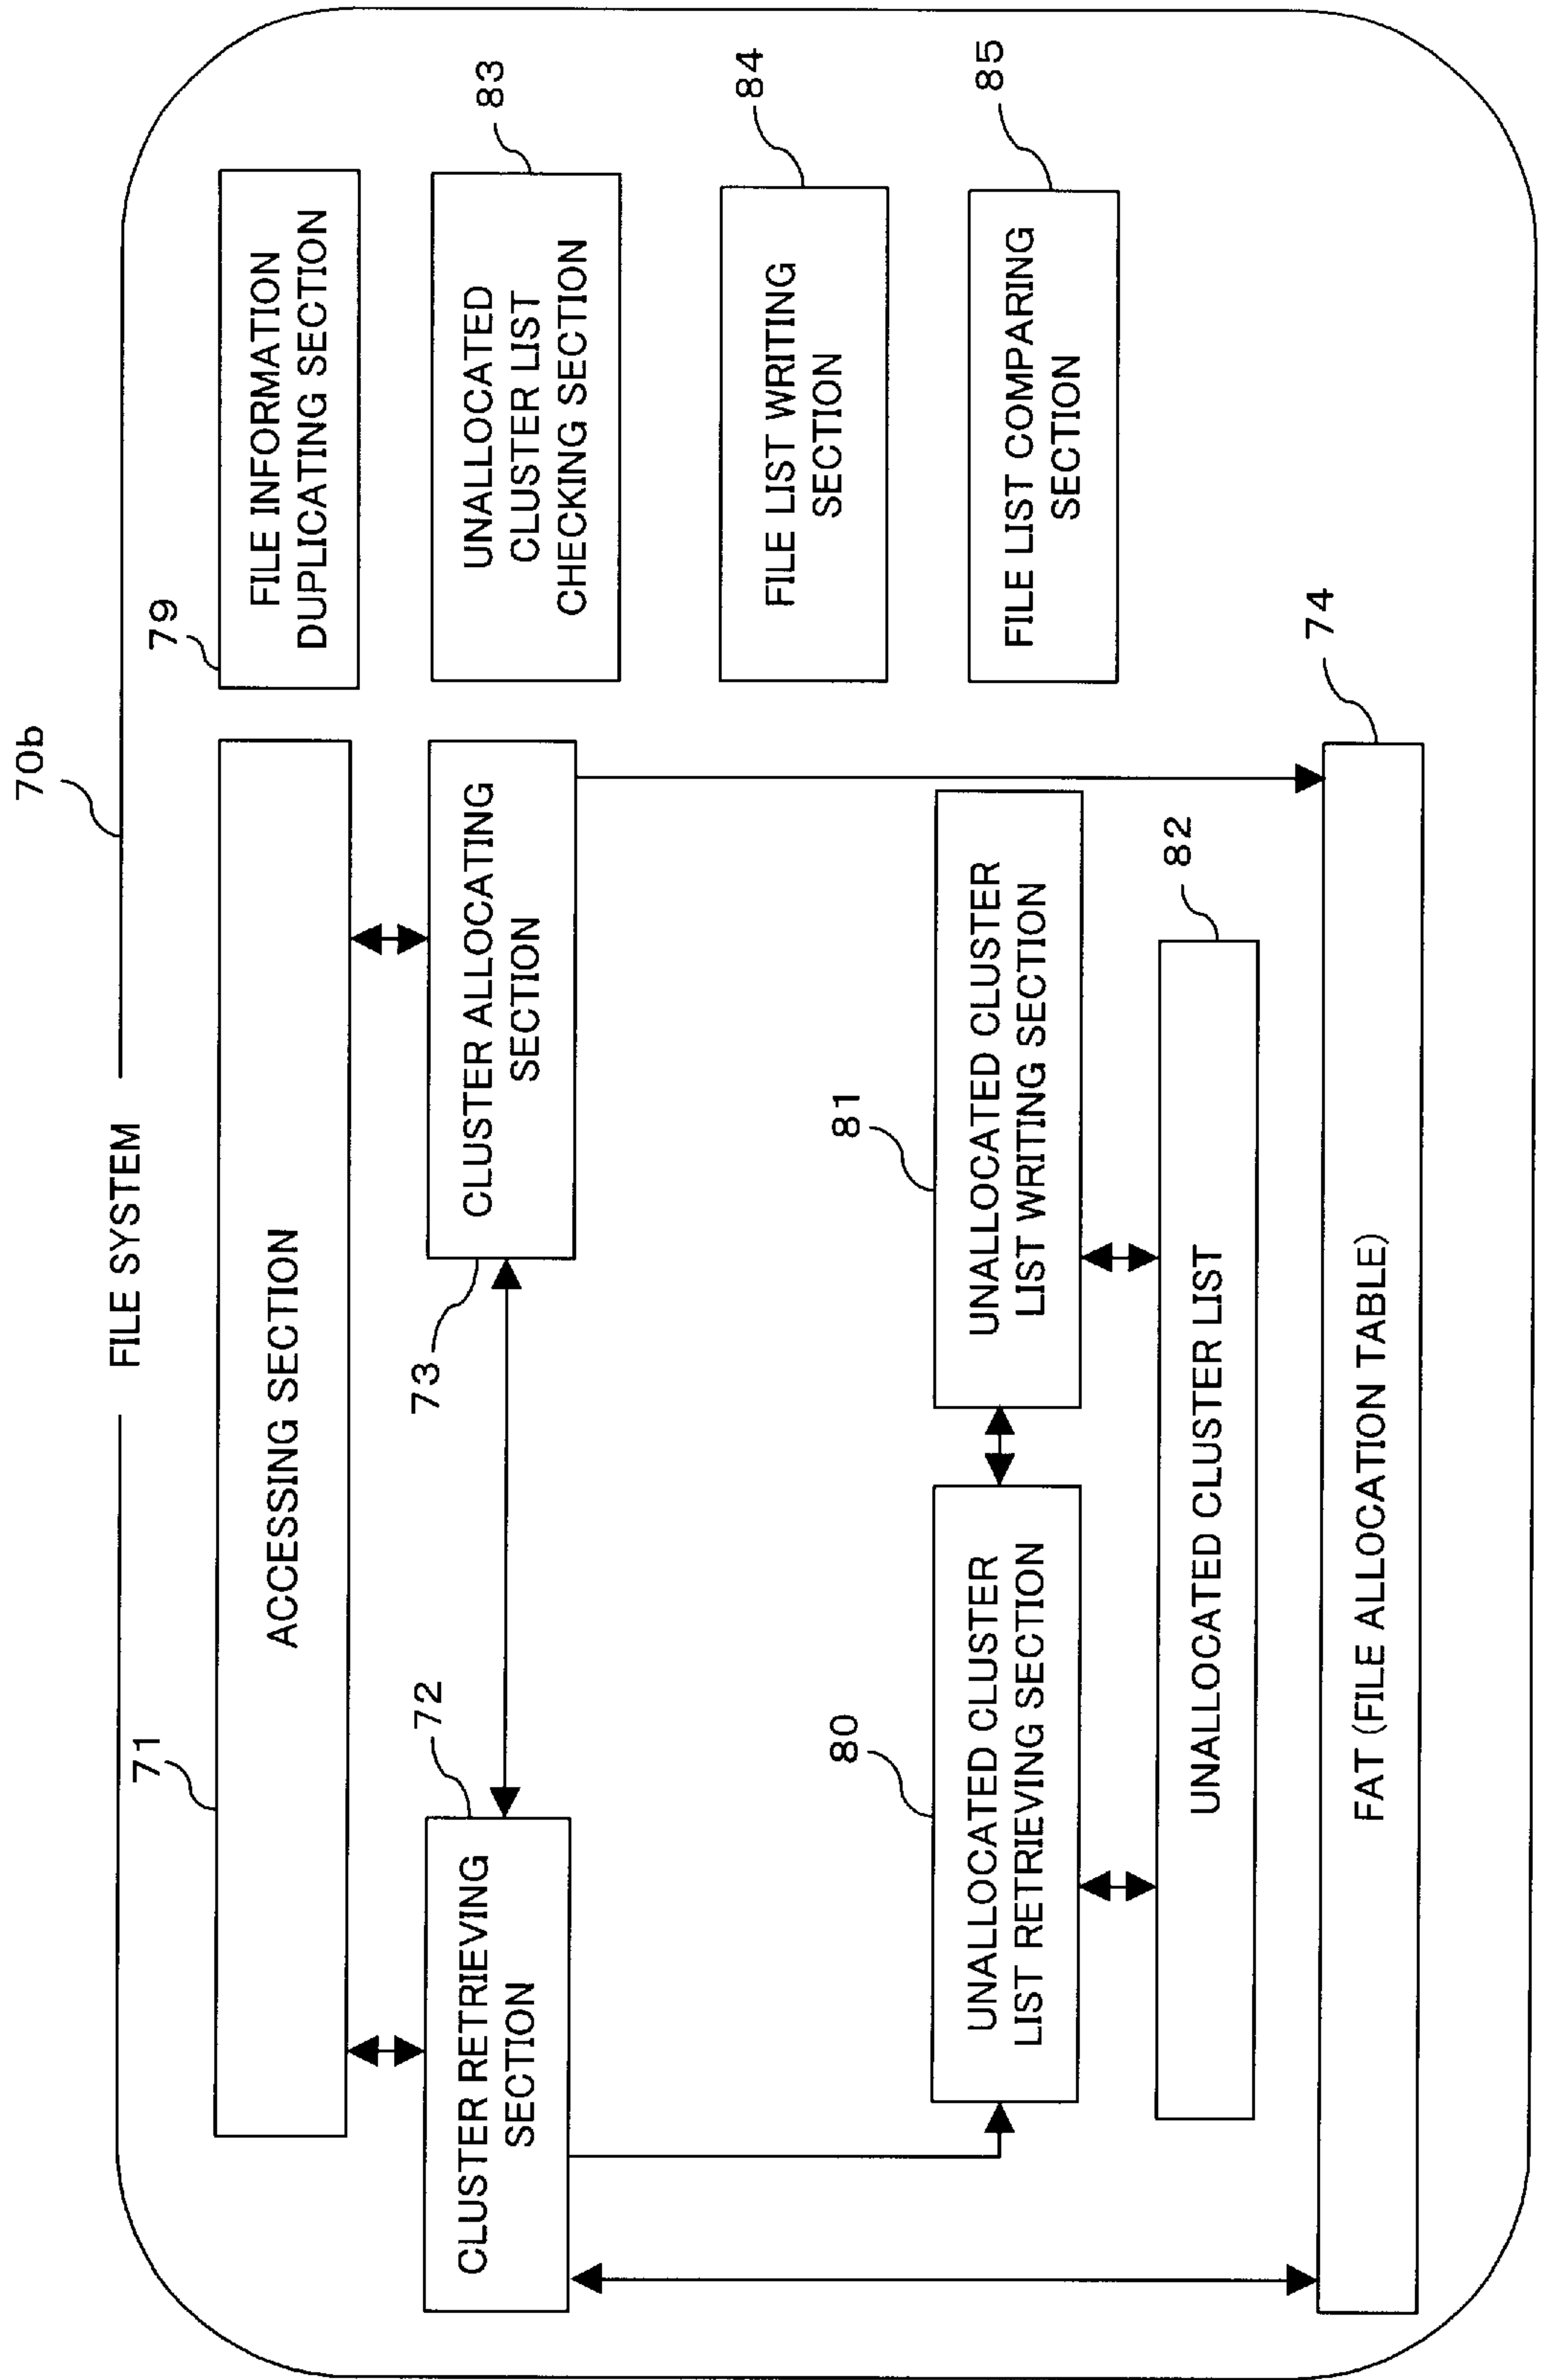 70b
FILE SYSTEM
71
ACCESSING SECTION
79
FILE INFORMATION
DUPLICATING SECTION
72
CLUSTER RETRIEVING
SECTION
73
CLUSTER ALLOCATING
SECTION
83
UNALLOCATED
CLUSTER LIST
CHECKING SECTION
84
FILE LIST WRITING
SECTION
80
UNALLOCATED CLUSTER
LIST RETRIEVING SECTION
81
UNALLOCATED CLUSTER
LIST WRITING SECTION
85
FILE LIST COMPARING
SECTION
82
UNALLOCATED CLUSTER LIST
74
FAT (FILE ALLOCATION TABLE)